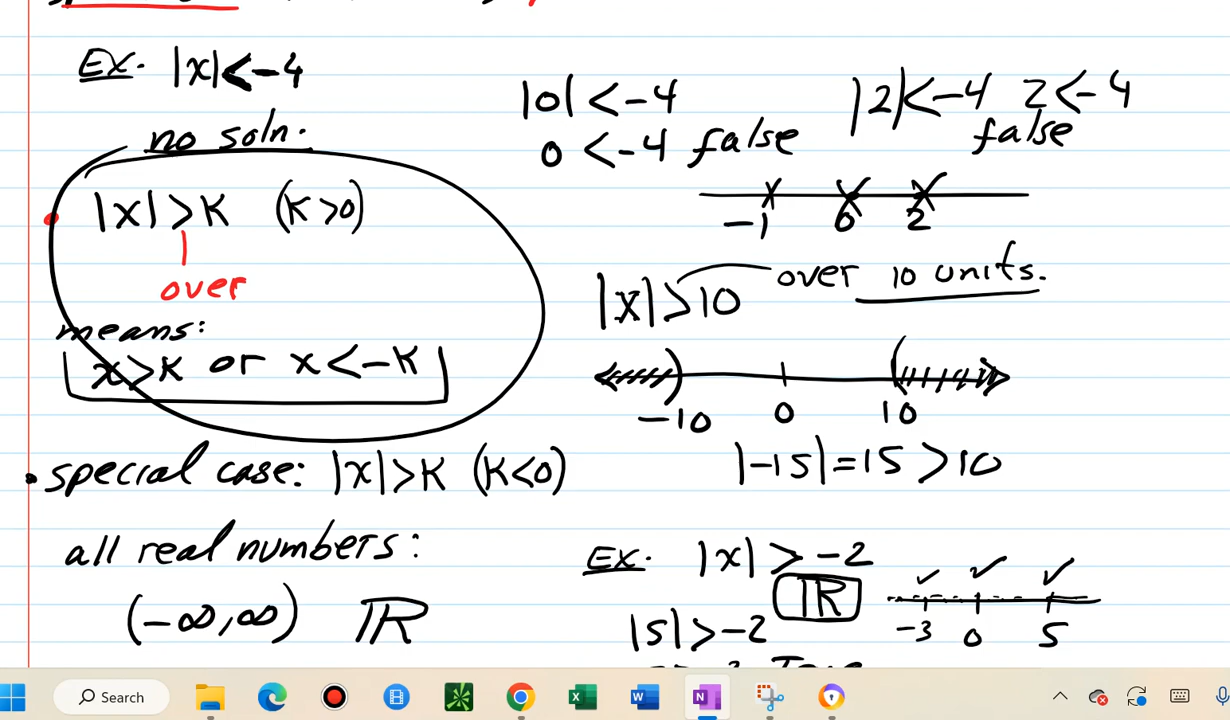 EX. |x|<-4
no soln.
|0| <-4
0 <-4 false
|2|<-4 2<-4
false
-1 0 2
• |x| >K (K>0)
over
means:
x>K or x<-K
|x|>10 over 10 units.
-10 0 10
|-15|=15 >10
• special case: |x|>K (K<0)
all real numbers:
(-∞,∞) ℝ
EX. |x| > -2
ℝ
|5| >-2
-3 0 5
Search